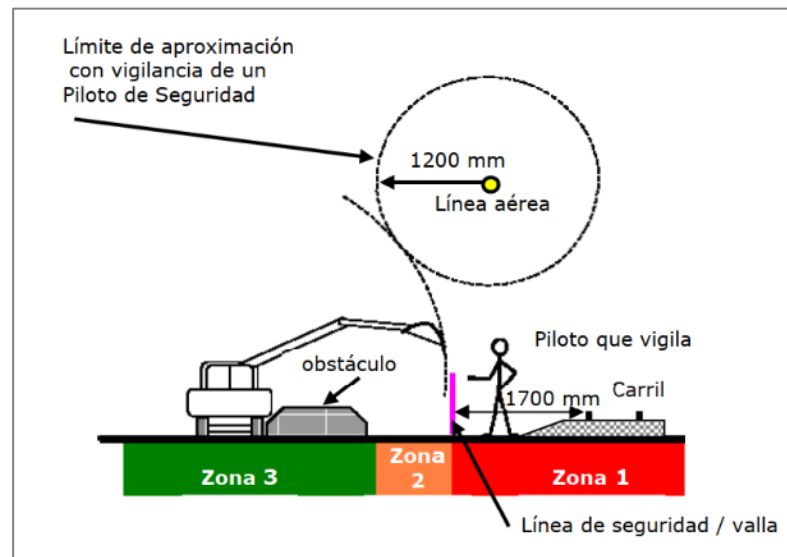 Límite de aproximación
con vigilancia de un
Piloto de Seguridad
1200 mm
Línea aérea
obstáculo
Piloto que vigila
1700 mm
Carril
Zona 3
Zona
2
Zona 1
Línea de seguridad / valla